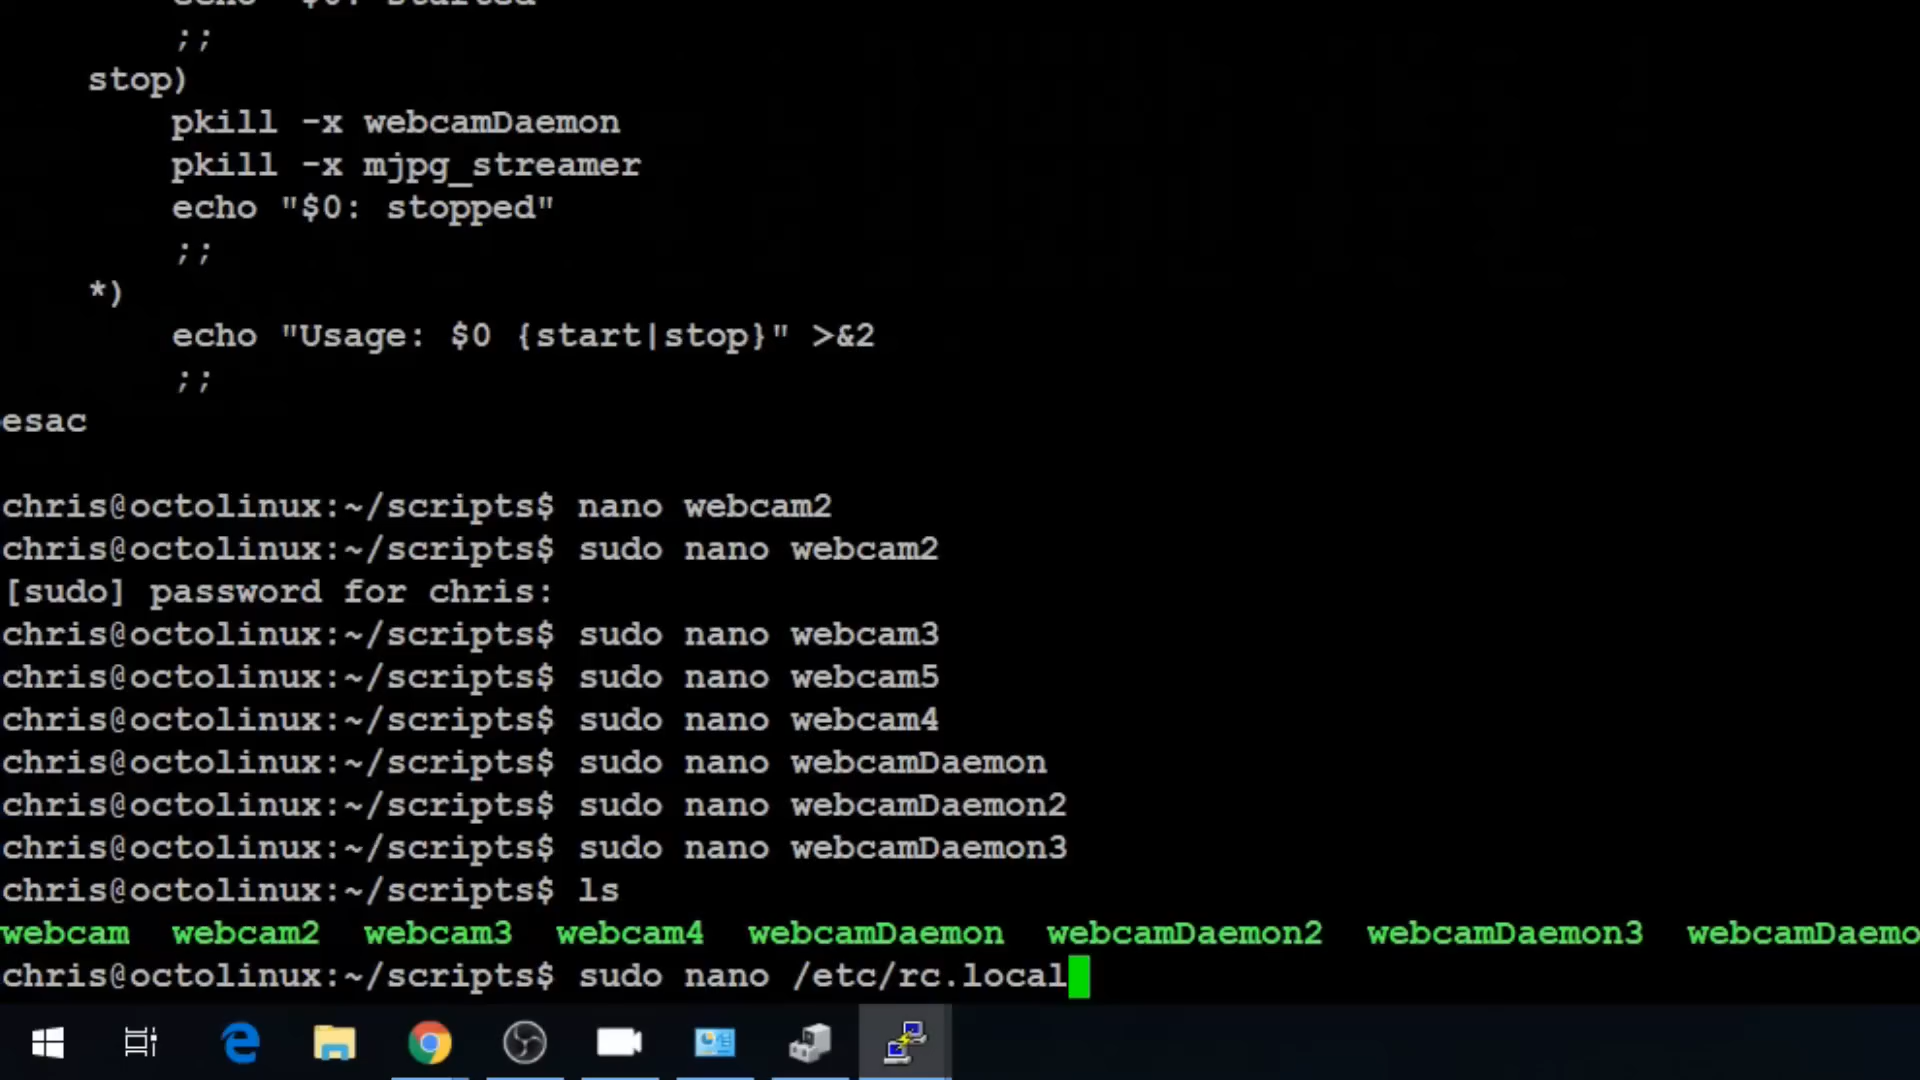 echo "$0: started"
;;
stop)
pkill -x webcamDaemon
pkill -x mjpg_streamer
echo "$0: stopped"
;;
*)
echo "Usage: $0 {start|stop}" >&2
;;
esac
chris@octolinux:~/scripts$ nano webcam2
chris@octolinux:~/scripts$ sudo nano webcam2
[sudo] password for chris:
chris@octolinux:~/scripts$ sudo nano webcam3
chris@octolinux:~/scripts$ sudo nano webcam5
chris@octolinux:~/scripts$ sudo nano webcam4
chris@octolinux:~/scripts$ sudo nano webcamDaemon
chris@octolinux:~/scripts$ sudo nano webcamDaemon2
chris@octolinux:~/scripts$ sudo nano webcamDaemon3
chris@octolinux:~/scripts$ ls
webcam webcam2 webcam3 webcam4 webcamDaemon webcamDaemon2 webcamDaemon3 webcamDaemo
chris@octolinux:~/scripts$ sudo nano /etc/rc.local